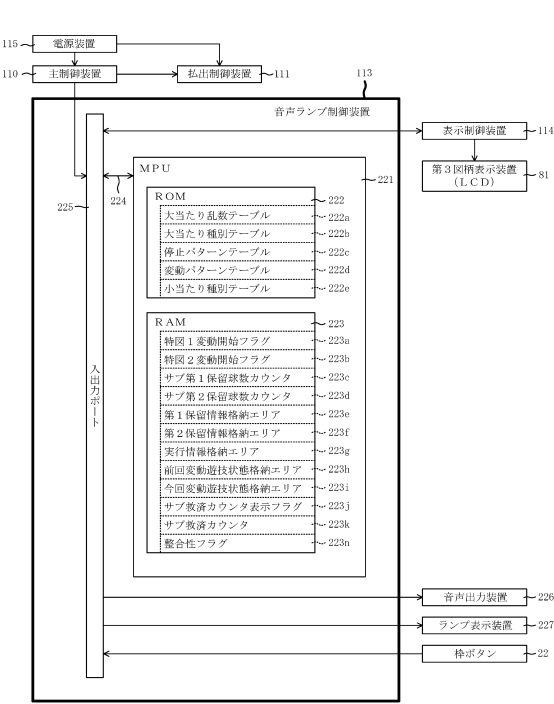 115 電源装置
110 主制御装置 払出制御装置 111
113
音声ランプ制御装置
表示制御装置 114
第3図柄表示装置
(LCD) 81
MPU
221
224
225
ROM
222
大当たり乱数テーブル 222a
大当たり種別テーブル 222b
停止パターンテーブル 222c
変動パターンテーブル 222d
小当たり種別テーブル 222e
RAM
223
特図1変動開始フラグ 223a
特図2変動開始フラグ 223b
サブ第1保留球数カウンタ 223c
サブ第2保留球数カウンタ 223d
第1保留情報格納エリア 223e
第2保留情報格納エリア 223f
実行情報格納エリア 223g
前回変動遊技状態格納エリア 223h
今回変動遊技状態格納エリア 223i
サブ救済カウンタ表示フラグ 223j
サブ救済カウンタ 223k
整合性フラグ 223n
入出力ポート
音声出力装置 226
ランプ表示装置 227
枠ボタン 22